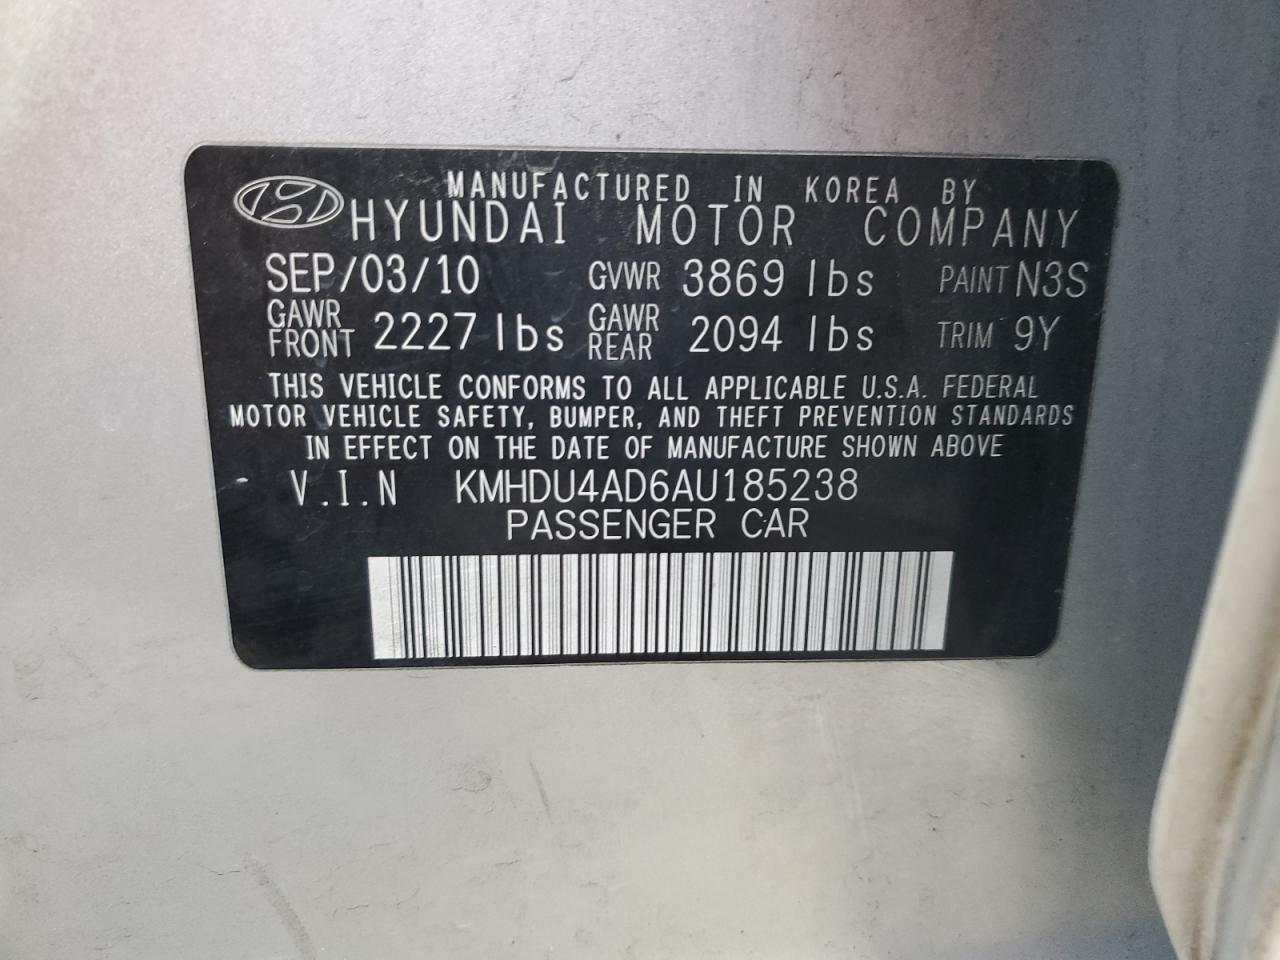 MANUFACTURED IN KOREA BY
HYUNDAI MOTOR COMPANY
SEP/03/10 GVWR 3869 lbs PAINT N3S
GAWR FRONT 2227 lbs GAWR REAR 2094 lbs TRIM 9Y
THIS VEHICLE CONFORMS TO ALL APPLICABLE U.S.A. FEDERAL
MOTOR VEHICLE SAFETY, BUMPER, AND THEFT PREVENTION STANDARDS
IN EFFECT ON THE DATE OF MANUFACTURE SHOWN ABOVE
V.I.N KMHDU4AD6AU185238
PASSENGER CAR